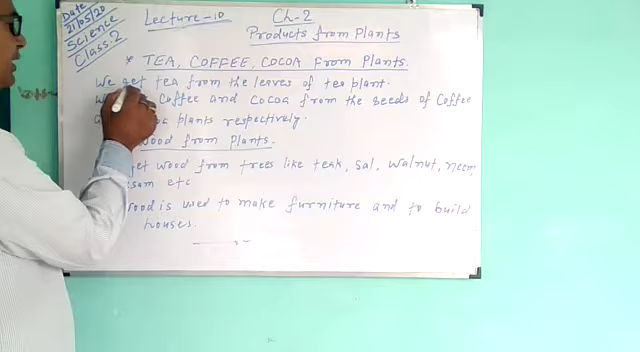 Date
21/05/20
Science
Class-2
Lecture-10
Ch-2
Products from Plants
* TEA, COFFEE, COCOA From Plants.
We get tea from the leaves of tea plant.
Coffee and Cocoa from the seeds of Coffee
plants respectively.
Wood from plants.
get wood from trees like teak, Sal, Walnut, Neem
etc
wood is used to make furniture and to build
houses.